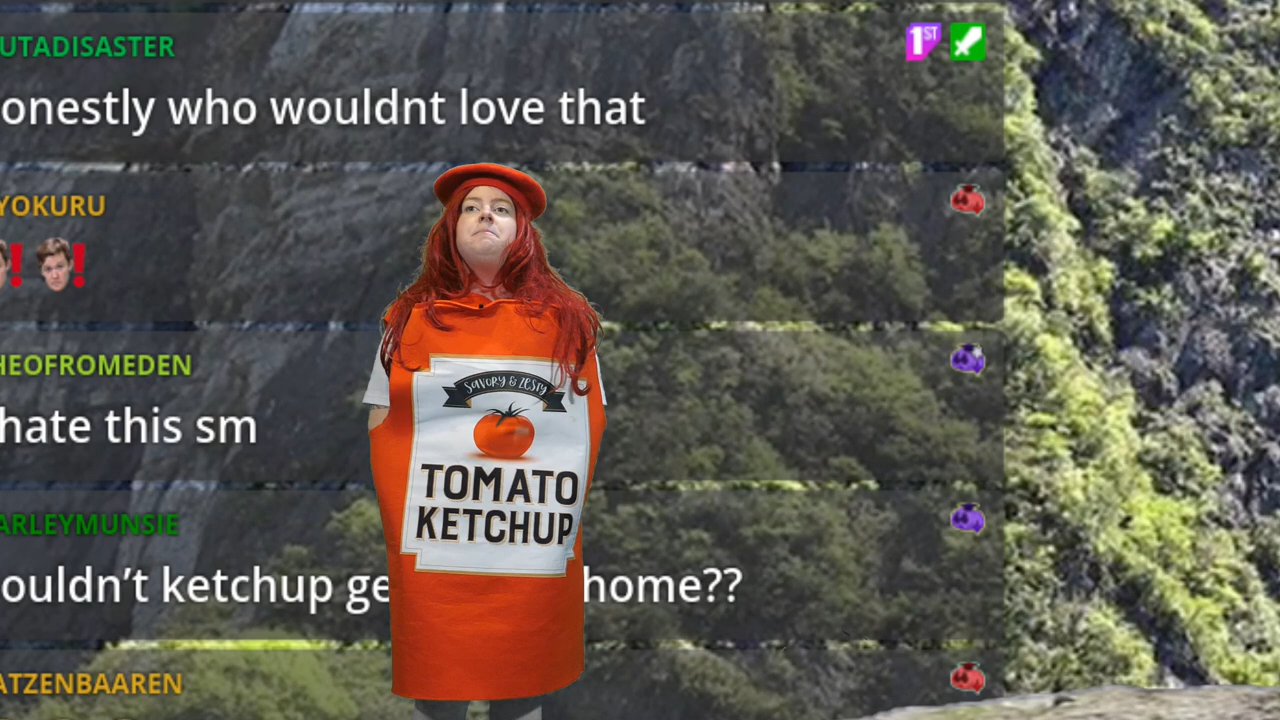 UTADISASTER
1ST
onestly who wouldnt love that
YOKURU
HEOFROMEDEN
hate this sm
SAVORY & ZESTY
TOMATO
KETCHUP
ARLEYMUNSIE
ouldn't ketchup ge home??
ATZENBAAREN